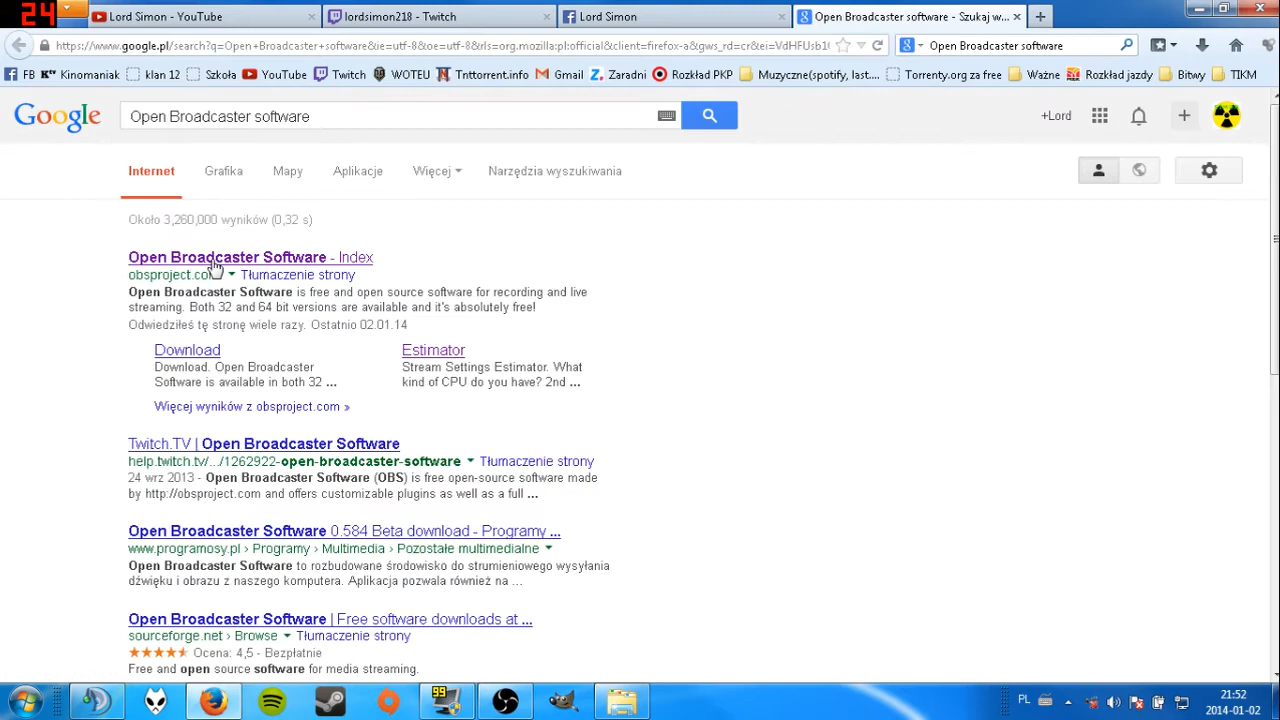 24
Lord Simon - YouTube
lordsimon218 - Twitch
Lord Simon
Open Broadcaster software - Szukaj w...
https://www.google.pl/search?q=Open+Broadcaster+software&ie=utf-8&oe=utf-8&rls=org.mozilla:pl:official&client=firefox-a&gws_rd=cr&ei=VdHFUsb1
Open Broadcaster software
FB Kinomaniak klan 12 Szkoła YouTube Twitch WOTEU Tnttorrent.info Gmail Zaradni Rozkład PKP Muzyczne(spotify, last.... Torrenty.org za free Ważne Rozkład jazdy Bitwy TIKM
Google
Open Broadcaster software
+Lord
Internet Grafika Mapy Aplikacje Więcej Narzędzia wyszukiwania
Około 3,260,000 wyników (0,32 s)
Open Broadcaster Software - Index
obsproject.co Tłumaczenie strony
Open Broadcaster Software is free and open source software for recording and live
streaming. Both 32 and 64 bit versions are available and it's absolutely free!
Odwiedziłeś tę stronę wiele razy. Ostatnio 02.01.14
Download
Download. Open Broadcaster
Software is available in both 32 ...
Estimator
Stream Settings Estimator. What
kind of CPU do you have? 2nd ...
Więcej wyników z obsproject.com »
Twitch.TV | Open Broadcaster Software
help.twitch.tv/.../1262922-open-broadcaster-software Tłumaczenie strony
24 wrz 2013 - Open Broadcaster Software (OBS) is free open-source software made
by http://obsproject.com and offers customizable plugins as well as a full ...
Open Broadcaster Software 0.584 Beta download - Programy ...
www.programosy.pl › Programy › Multimedia › Pozostałe multimedialne
Open Broadcaster Software to rozbudowane środowisko do strumieniowego wysyłania
dźwięku i obrazu z naszego komputera. Aplikacja pozwala również na ...
Open Broadcaster Software | Free software downloads at ...
sourceforge.net › Browse Tłumaczenie strony
Ocena: 4,5 - Bezpłatnie
Free and open source software for media streaming.
99
PL
21:52
2014-01-02